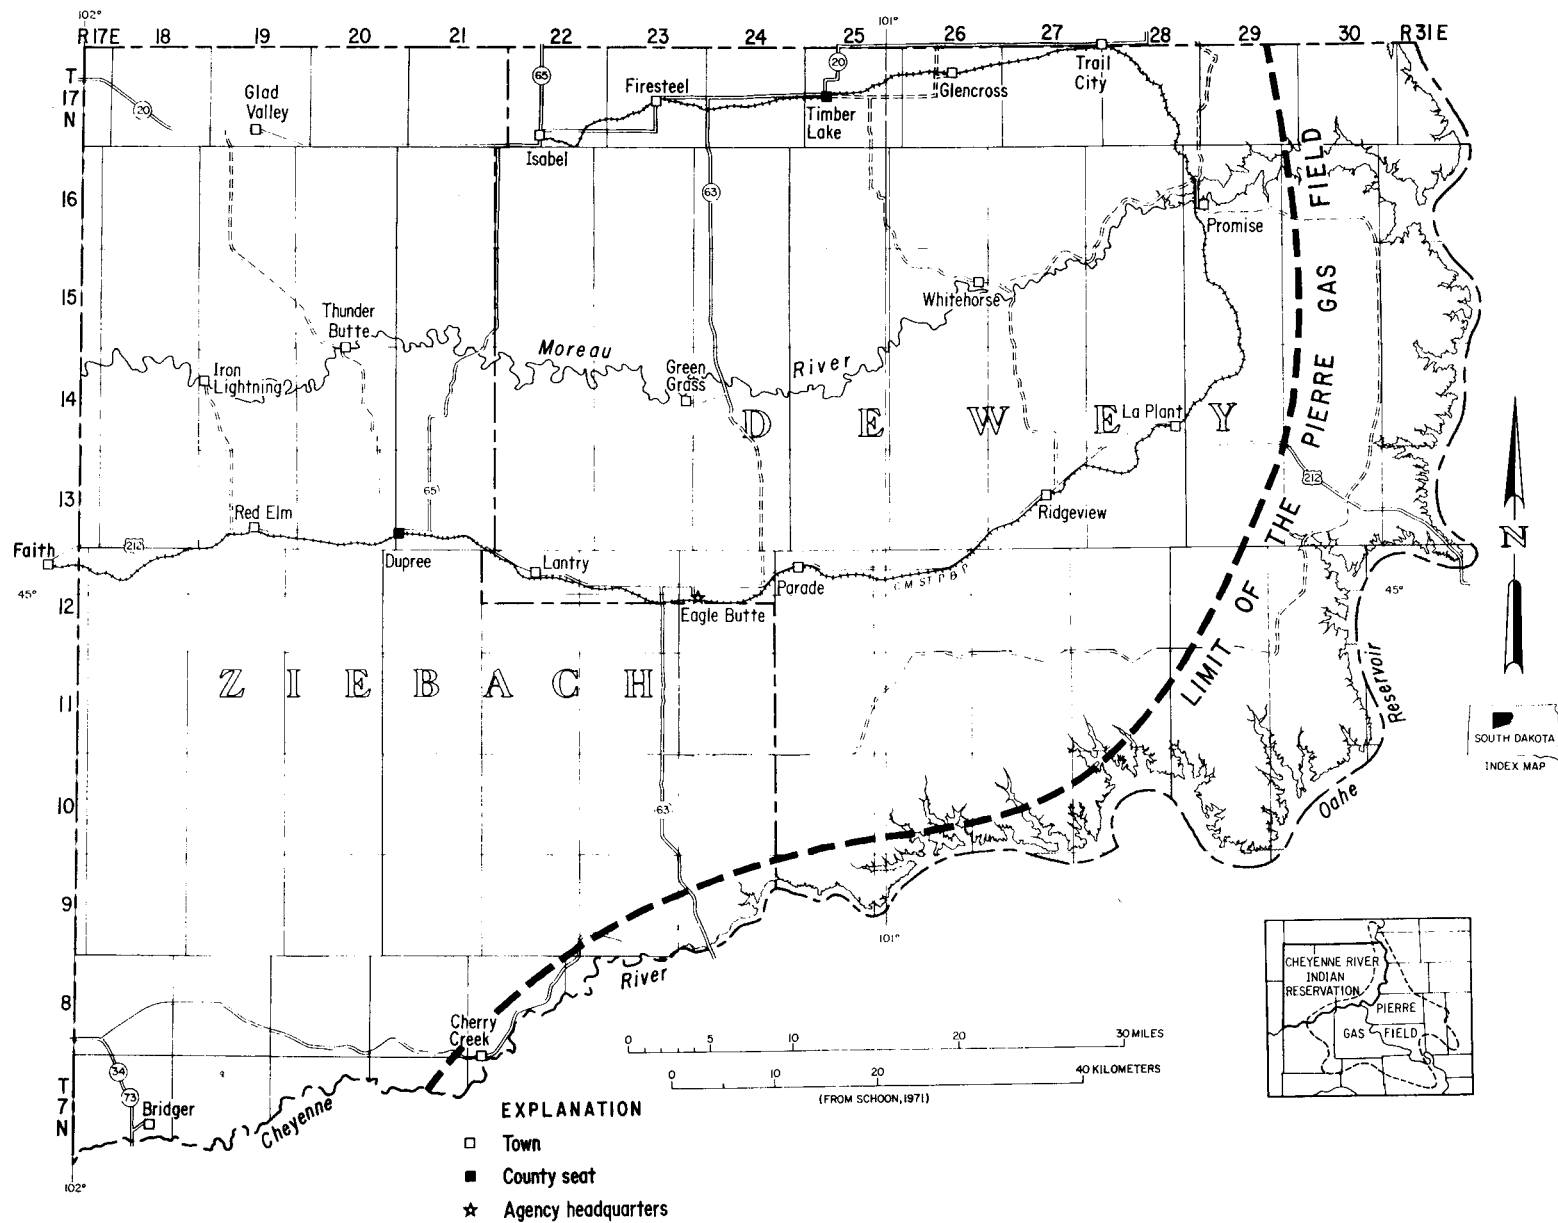 102°
101°
R17E 18 19 20 21 22 23 24 25 26 27 28 29 30 R31E
T
17
N
20
65
20
Glad
Valley
Firesteel
Isabel
Timber
Lake
Glencross
Trail
City
16
63
Promise
15
Thunder
Butte
Whitehorse
Moreau
River
Iron
Lightning
Green
Grass
14
D E W E Y
La Plant
THE PIERRE GAS FIELD
LIMIT OF
212
13
65
Red Elm
Ridgeview
N
Faith
212
Dupree
Lantry
Parade
C M ST P & P
45°
45°
12
Eagle Butte
Z I E B A C H
11
Reservoir
SOUTH DAKOTA
INDEX MAP
10
63
Oahe
9
101°
River
8
Cherry
Creek
CHEYENNE RIVER
INDIAN
RESERVATION
PIERRE
GAS FIELD
0 5 10 20 30 MILES
0 10 20 40 KILOMETERS
(FROM SCHOON, 1971)
34
73
T
7
N
Bridger
Cheyenne
102°
EXPLANATION
Town
County seat
Agency headquarters